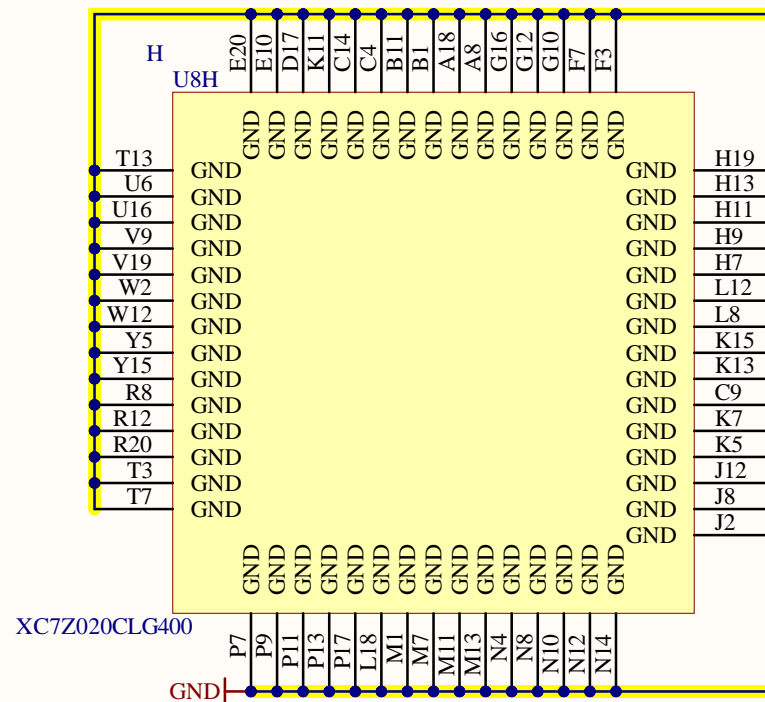 H
U8H
E20 E10 D17 K11 C14 C4 B11 B1 A18 A8 G16 G12 G10 F7 F3
GND GND GND GND GND GND GND GND GND GND GND GND GND GND GND
T13 GND GND H19
U6 GND GND H13
U16 GND GND H11
V9 GND GND H9
V19 GND GND H7
W2 GND GND L12
W12 GND GND L8
Y5 GND GND K15
Y15 GND GND K13
R8 GND GND C9
R12 GND GND K7
R20 GND GND K5
T3 GND GND J12
T7 GND GND J8
GND J2
GND GND GND GND GND GND GND GND GND GND GND GND GND GND GND
XC7Z020CLG400
P7 P9 P11 P13 P17 L18 M1 M7 M11 M13 N4 N8 N10 N12 N14
GND